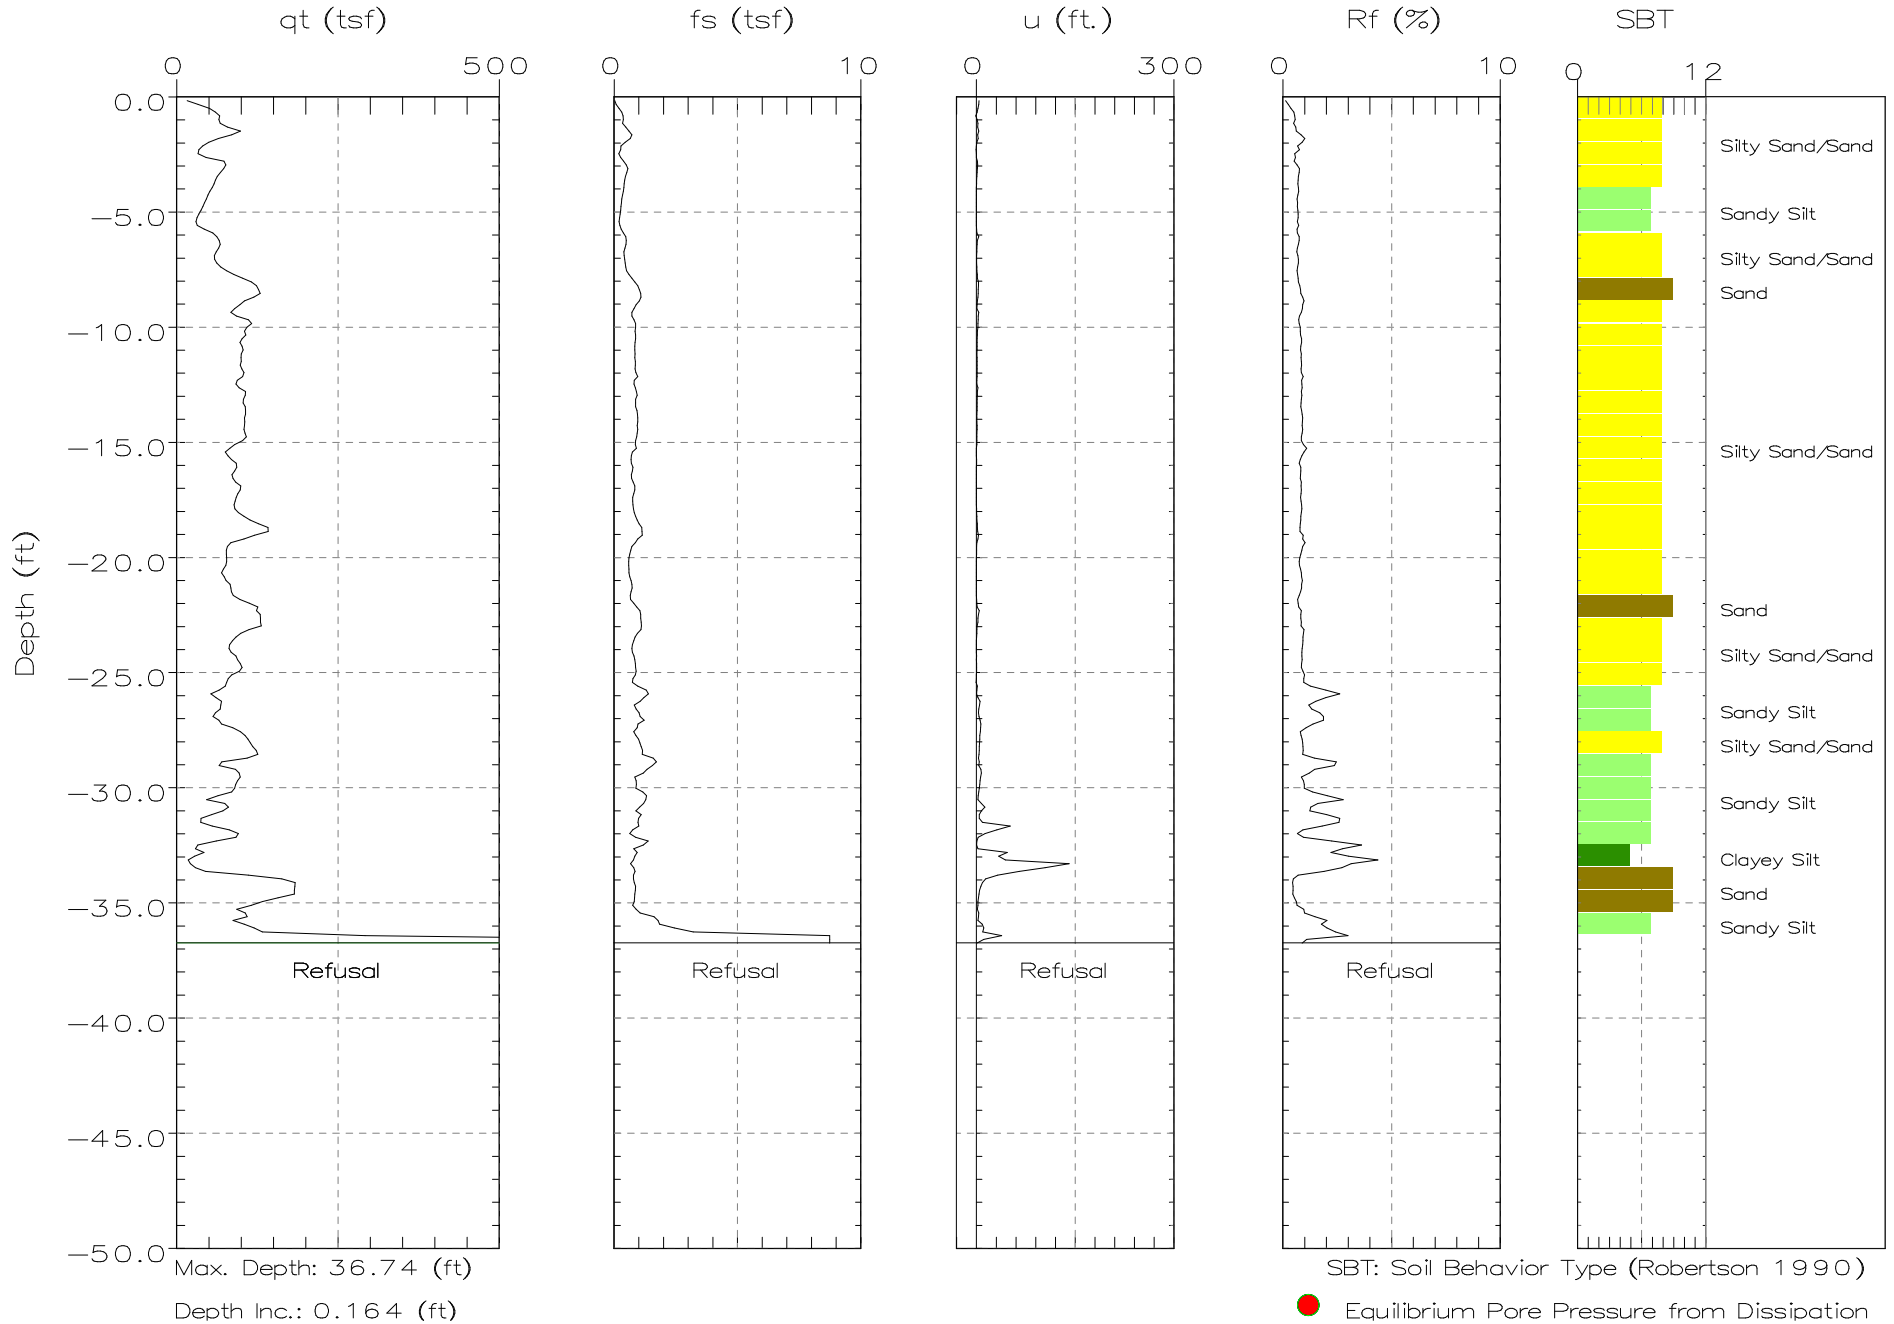 qt (tsf) fs (tsf) u (ft.) Rf (%) SBT
0 500 0 10 0 300 0 10 0 12
0.0
-5.0
-10.0
-15.0
-20.0
-25.0
-30.0
-35.0
-40.0
-45.0
-50.0
Depth (ft)
Silty Sand/Sand
Sandy Silt
Silty Sand/Sand
Sand
Silty Sand/Sand
Sand
Silty Sand/Sand
Sandy Silt
Silty Sand/Sand
Sandy Silt
Clayey Silt
Sand
Sandy Silt
Refusal Refusal Refusal Refusal
Max. Depth: 36.74 (ft)
Depth Inc.: 0.164 (ft)
SBT: Soil Behavior Type (Robertson 1990)
Equilibrium Pore Pressure from Dissipation